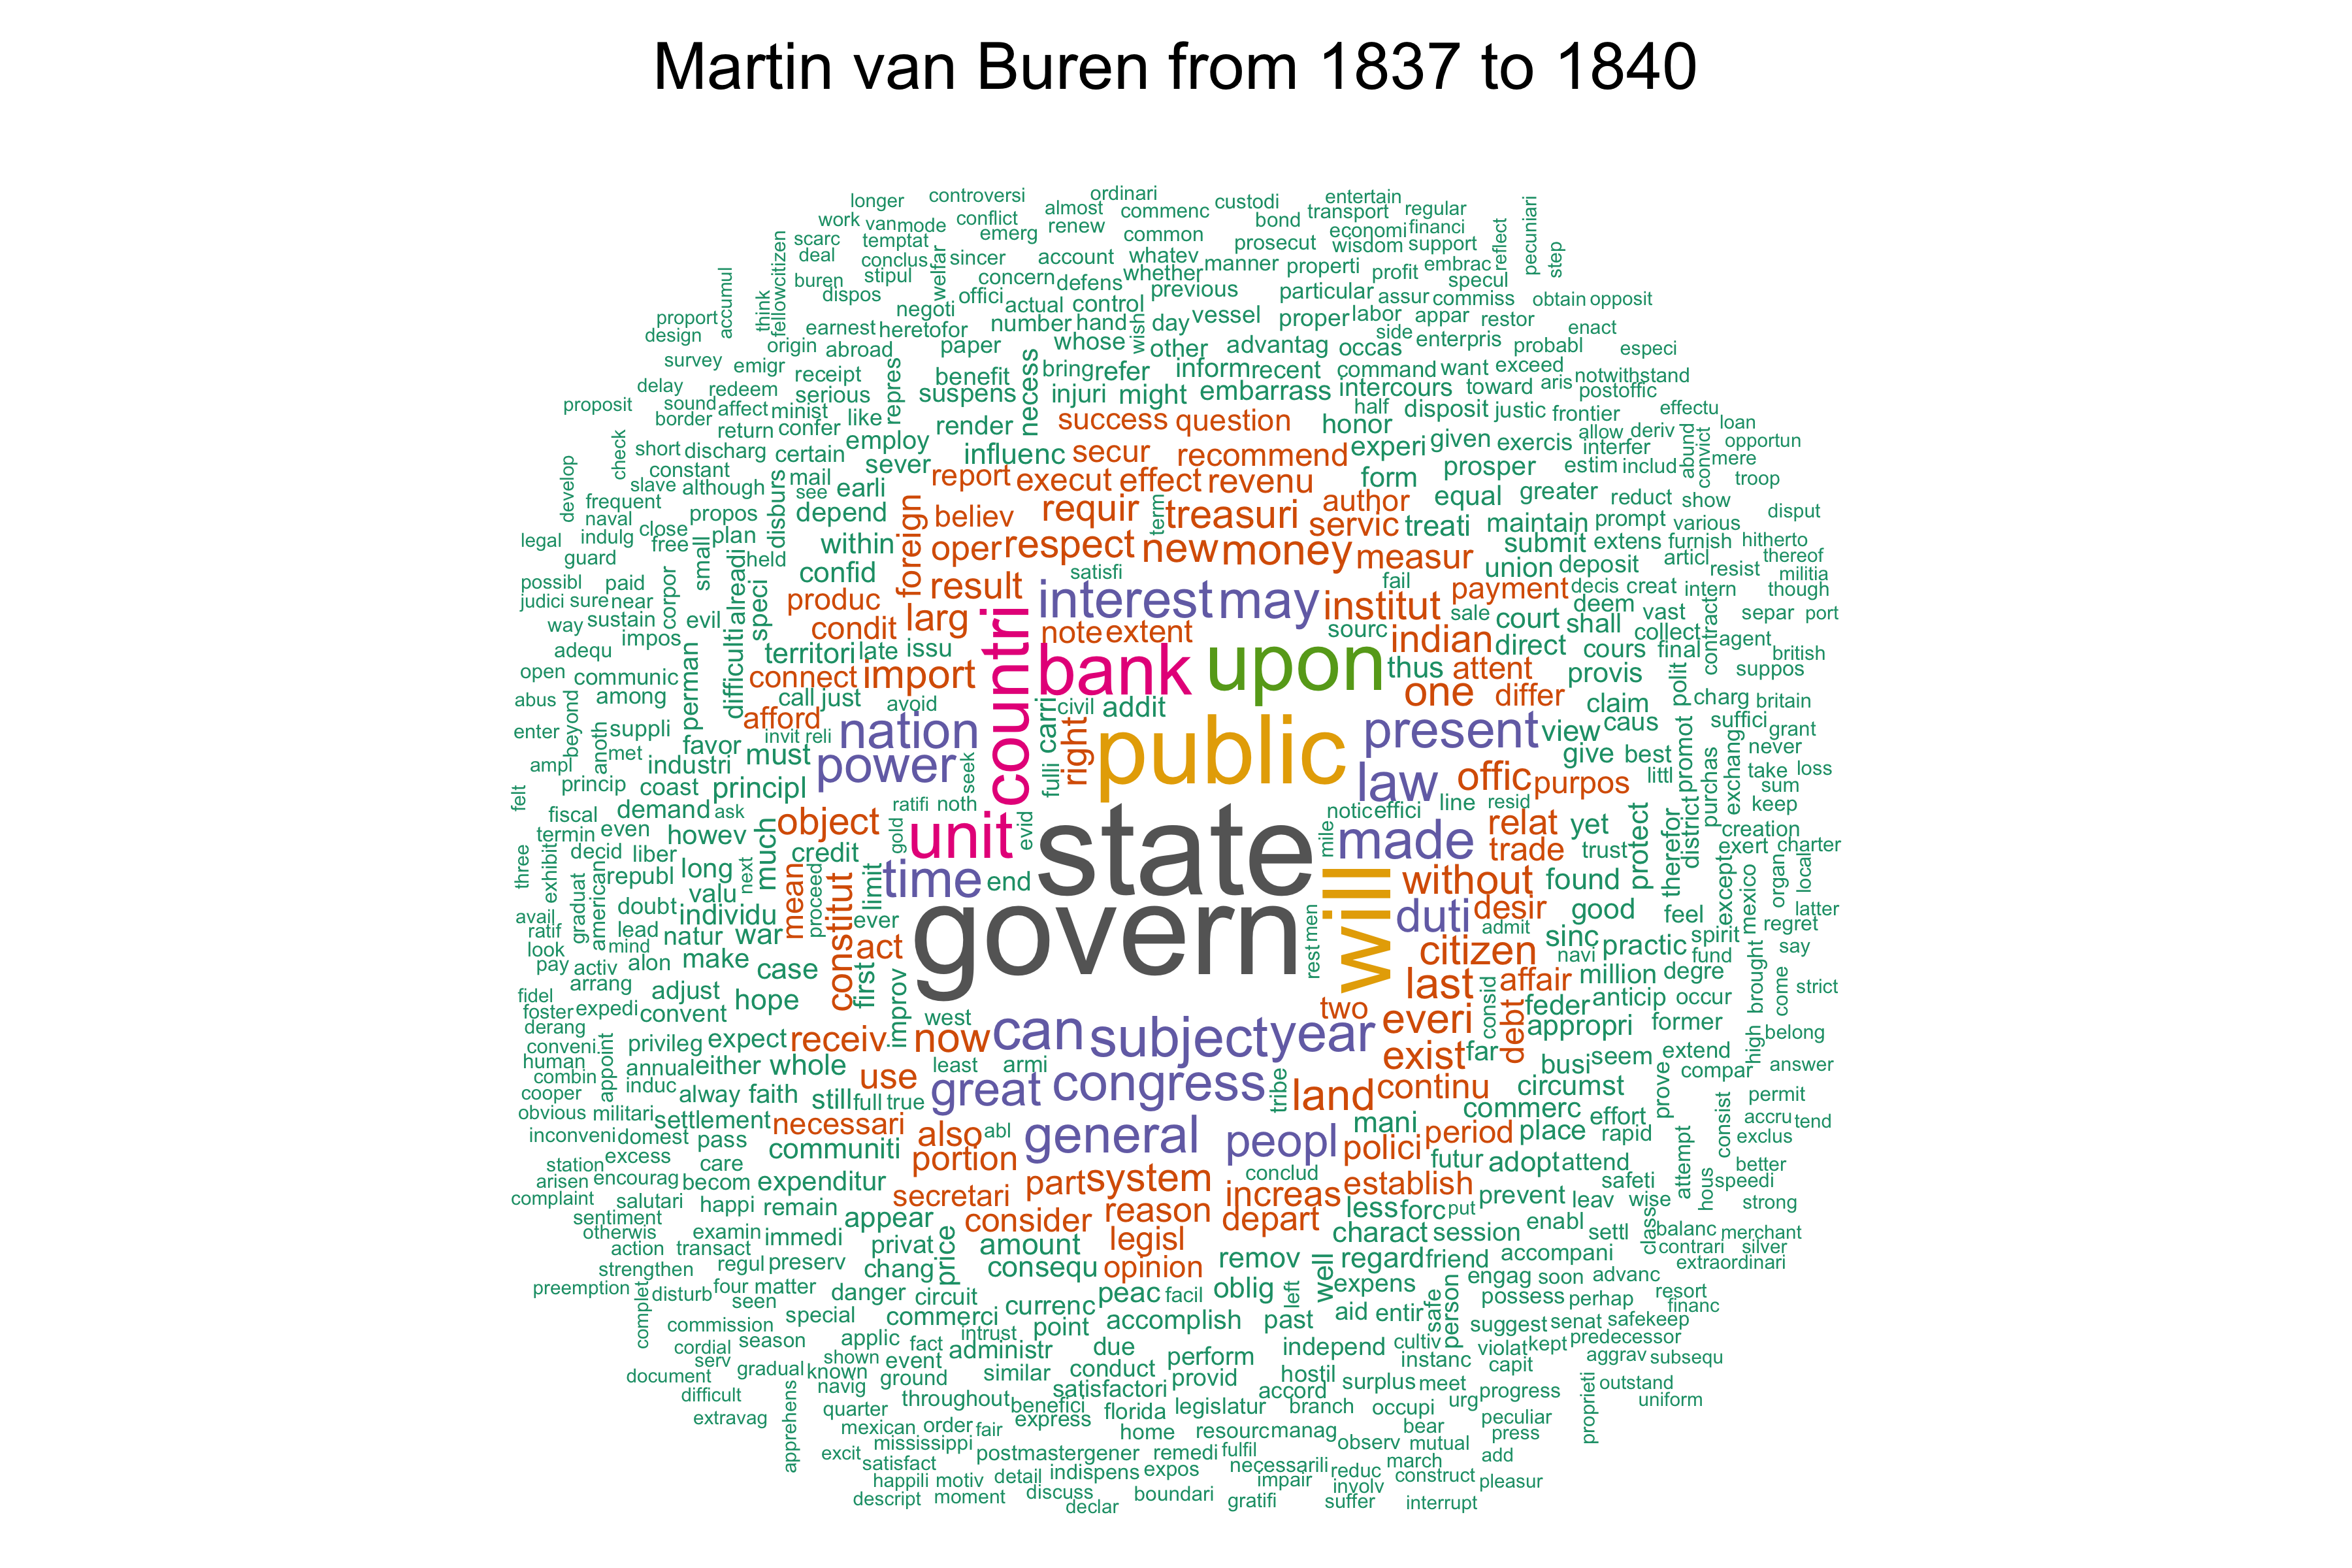 Martin van Buren from 1837 to 1840
longer controversi ordinari custodi entertain
work van mode conflict almost commenc bond transport regular
scarc temptat emerg renew common prosecut economi financi wisdom support reflect pecuniari
deal conclus sincer account whatev manner properti profit embrac step
fellowcitizen buren stipul welfar concern defens whether specul
accumul think dispos offici actual control previous particular assur commiss obtain opposit
proport negoti number hand wish day vessel proper labor appar restor
design earnest heretofor whose other advantag occas side enterpris probabl enact especi
survey emigr origin abroad paper bring refer inform recent command want exceed aris notwithstand
delay redeem receipt serious repres benefit suspens necess injuri might embarrass intercours toward postoffic
proposit border sound affect minist like render success question honor half disposit justic frontier effectu
return confer employ influenc secur recommend experi given exercis allow deriv interfer loan opportun
check short discharg certain sever report execut effect revenu form prosper estim includ abund convict mere troop
develop constant slave although mail see earli believ requir term treasuri author equal greater reduct show
frequent naval close propos disburs depend foreign servic treati maintain prompt various disput
legal indulg free plan within oper respect new money measur submit extens furnish hitherto
guard small alreadi held confid result satisfi fail union deposit articl resist thereof militia
possibl paid corpor speci produc interest may institut payment decis creat intern though
judici sure near evil condit larg note extent sourc sale court deem vast contract separ port
way sustain impos difficulti territori late issu countri bank upon indian direct shall collect agent british
adequ perman connect import thus attent cours final suppos
open communic among call just avoid carri civil addit one differ provis polit charg britain
abus beyond suppli afford nation right public present view claim caus promot suffici grant
enter anoth met favor must invit reli power seek fulli law offic purpos give best littl exchang never
ampl industri coast principl ratifi noth notic effici line resid purchas take loss sum
felt princip fiscal demand ask object gold unit evid state mile made relat yet protect therefor district keep
termin even howev much credit trade trust creation exert charter
three exhibit decid liber republ long next mean proceed limit time end will without found except mexico organ local
avail graduat american doubt valu individu constitut ever govern rest men duti desir good feel latter
ratif look lead natur war act admit sinc practic spirit regret
pay mind activ alon make case first citizen navi fund say
fidel arrang adjust hope improv last affair million degre brought come strict
foster expedi convent west two consid feder anticip occur
derang conveni privileg expect receiv now can subject year everi debt appropri former high belong
human combin appoint annual either whole least armi exist far busi seem extend compar answer
cooper induc alway faith still full true use great congress tribe land continu circumst prove permit
obvious militari settlement necessari also abl general peopl mani commerc effort consist accru tend
inconveni domest pass communiti portion polici period place rapid exclus
station excess care conclud futur adopt attend attempt better
arisen encourag becom expenditur secretari part system increas establish prevent leav safeti wise hous speedi
complaint salutari happi remain appear consider reason depart less forc put strong
sentiment otherwis examin immedi legisl charact session enabl settl class balanc merchant
action transact privat price amount remov well regard friend accompani contrari silver
strengthen regul preserv chang consequ opinion extraordinari
preemption disturb four matter danger circuit peac facil oblig left expens engag soon advanc
complet seen special commerci currenc accomplish past aid entir safe person possess perhap resort financ
commission season applic fact intrust point due independ cultiv suggest senat safekeep predecessor
cordial serv shown event administr conduct perform instanc violat kept aggrav subsequ
document gradual known ground similar satisfactori provid hostil surplus meet capit progress outstand
difficult apprehens navig throughout benefici accord urg proprieti uniform
extravag quarter express florida legislatur branch occupi peculiar
mexican order fair home resourc manag bear press
excit mississippi postmastergener remedi fulfil observ mutual add
satisfact necessarili reduc march
happili motiv detail indispens expos impair involv construct pleasur
descript moment discuss declar boundari gratifi suffer interrupt